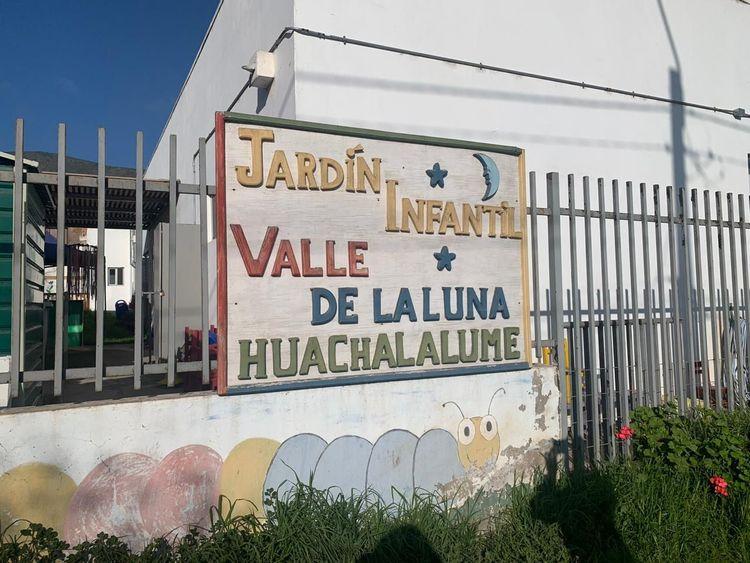 JARDÍN
INFANTIL
VALLE
DE LA LUNA
HUACHALALUME